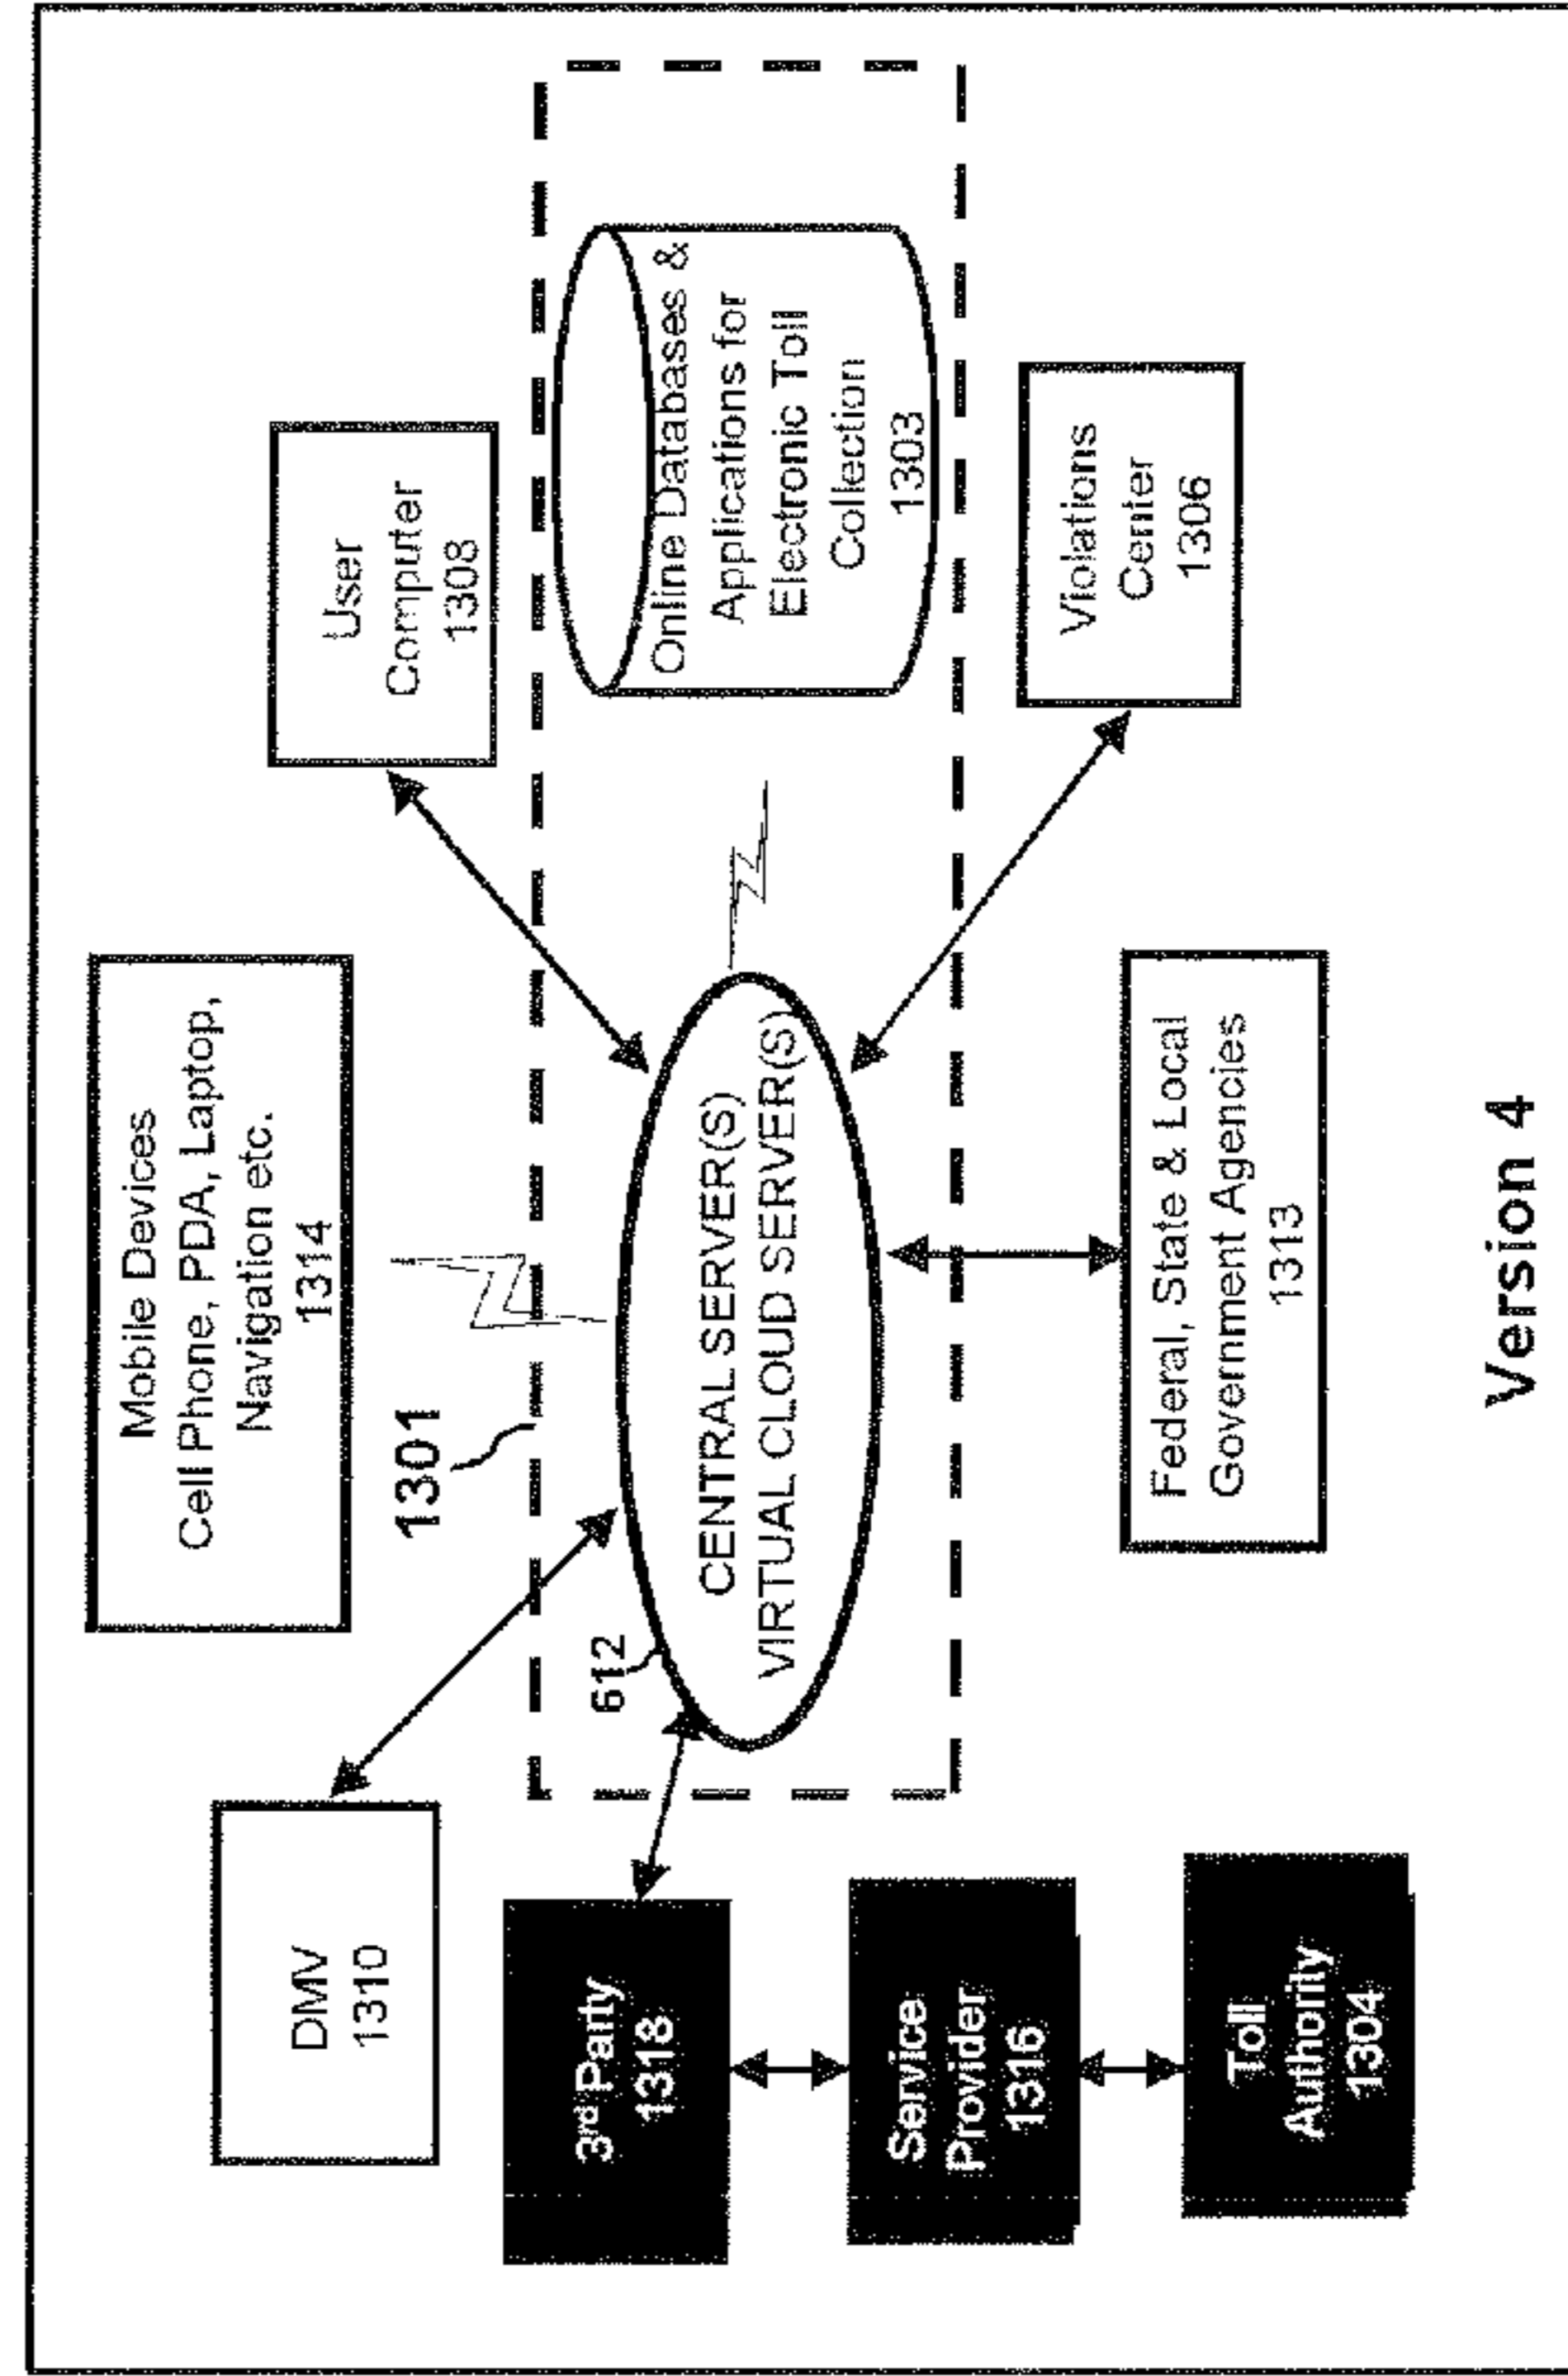 Mobile Devices
Cell Phone, PDA, Laptop,
Navigation etc.
1314
DMV
1310
User
Computer
1308
1301
612
CENTRAL SERVER(S)
VIRTUAL CLOUD SERVER(S)
Online Databases &
Applications for
Electronic Toll
Collection
1303
3rd Party
1318
Service
Provider
1316
Toll
Authority
1304
Federal, State & Local
Government Agencies
1313
Violations
Center
1306
Version 4